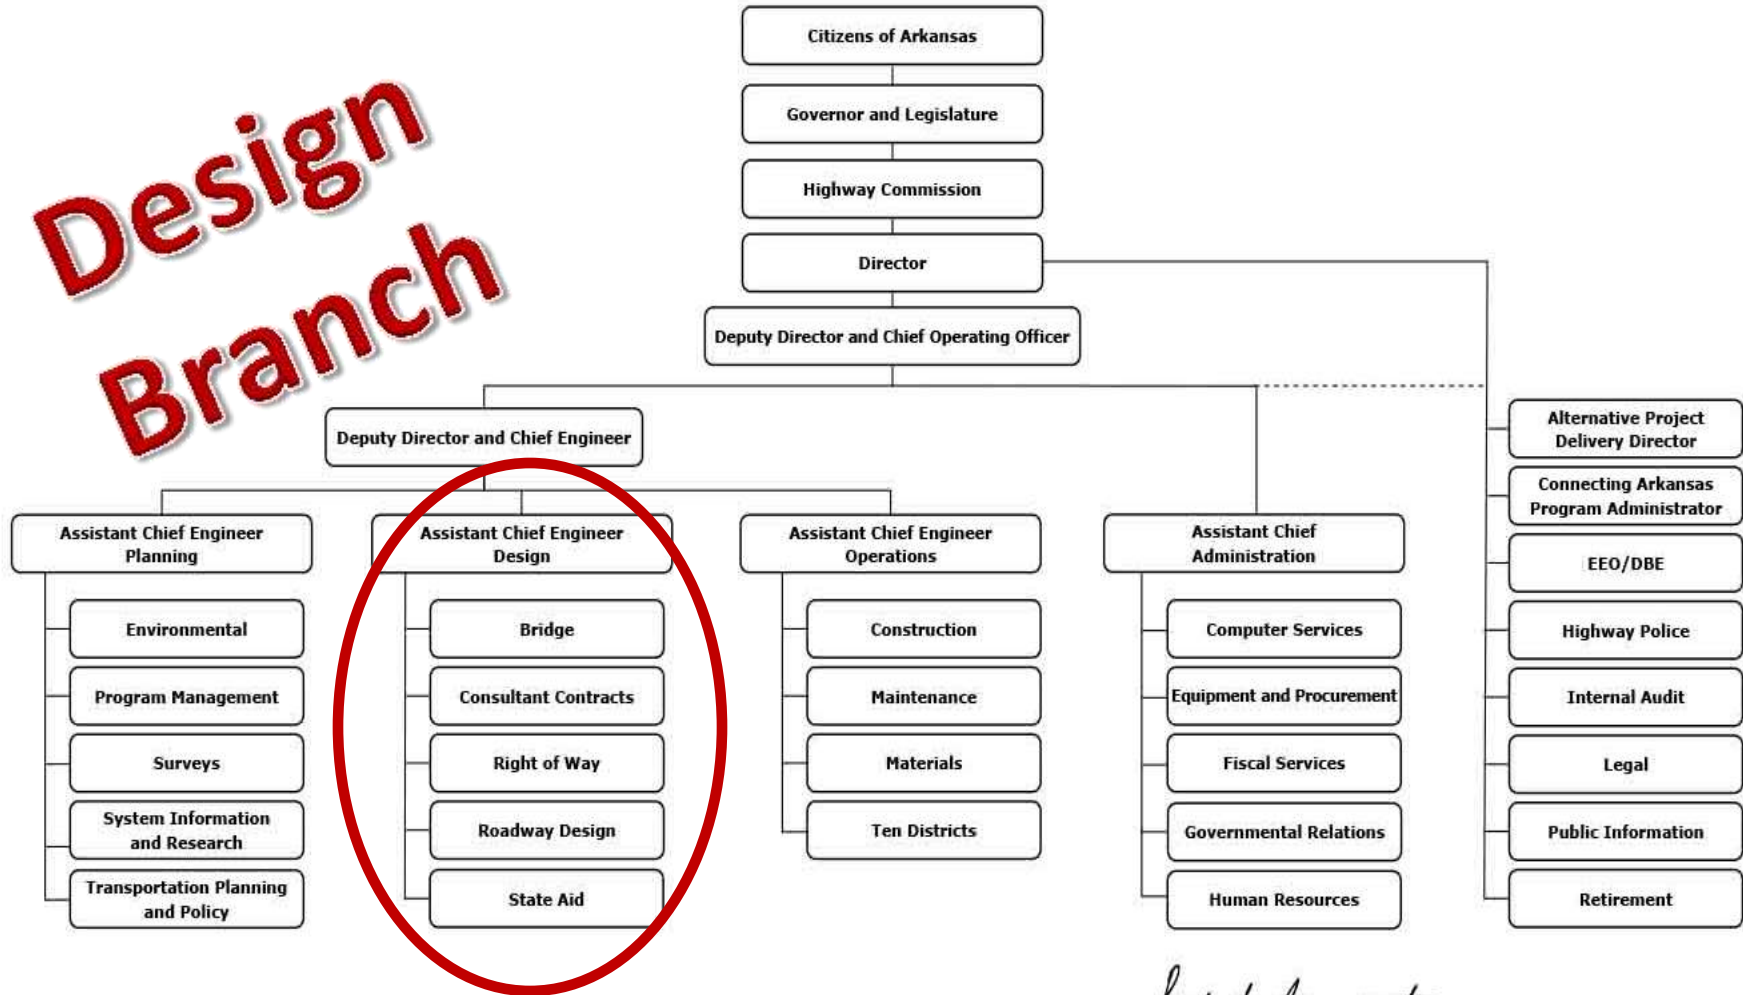 Design
Branch
Citizens of Arkansas
Governor and Legislature
Highway Commission
Director
Deputy Director and Chief Operating Officer
Deputy Director and Chief Engineer
Assistant Chief Engineer
Planning
Environmental
Program Management
Surveys
System Information
and Research
Transportation Planning
and Policy
Assistant Chief Engineer
Design
Bridge
Consultant Contracts
Right of Way
Roadway Design
State Aid
Assistant Chief Engineer
Operations
Construction
Maintenance
Materials
Ten Districts
Assistant Chief
Administration
Computer Services
Equipment and Procurement
Fiscal Services
Governmental Relations
Human Resources
Alternative Project
Delivery Director
Connecting Arkansas
Program Administrator
EEO/DBE
Highway Police
Internal Audit
Legal
Public Information
Retirement